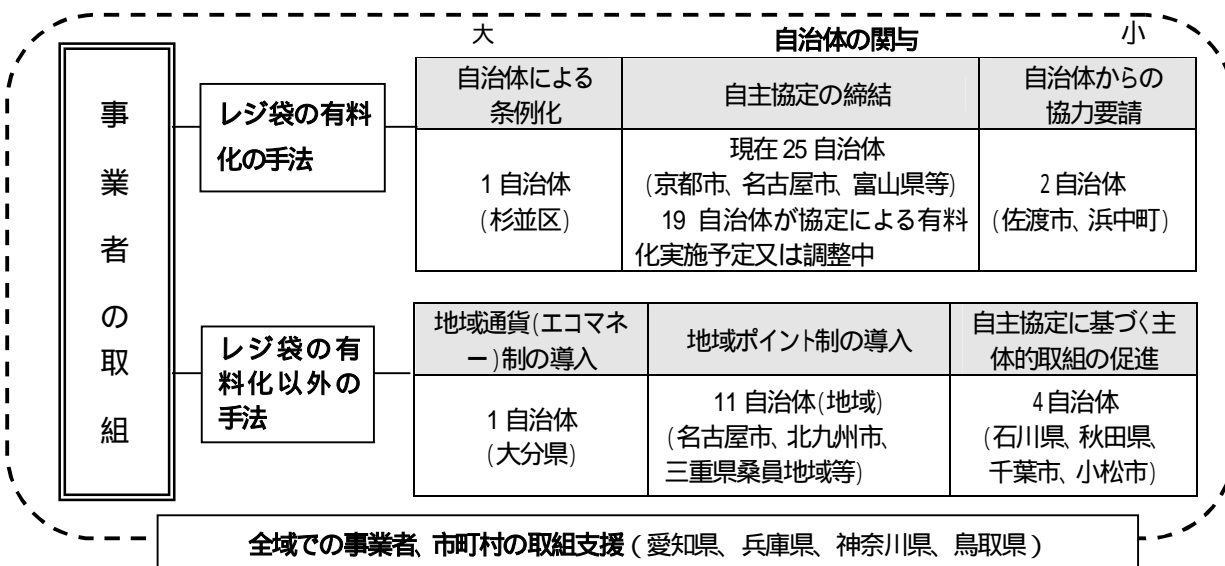 大 自治体の関与 小
事業者の取組
レジ袋の有料
化の手法
自治体による
条例化
自主協定の締結
自治体からの
協力要請
1 自治体
(杉並区)
現在 25 自治体
(京都市、名古屋市、富山県等)
19 自治体が協定による有料
化実施予定又は調整中
2 自治体
(佐渡市、浜中町)
レジ袋の有
料化以外の
手法
地域通貨(エコマネ
ー)制の導入
地域ポイント制の導入
自主協定に基づく主
体的取組の促進
1 自治体
(大分県)
11 自治体(地域)
(名古屋市、北九州市、
三重県桑員地域等)
4 自治体
(石川県、秋田県、
千葉市、小松市)
全域での事業者、市町村の取組支援(愛知県、兵庫県、神奈川県、鳥取県)